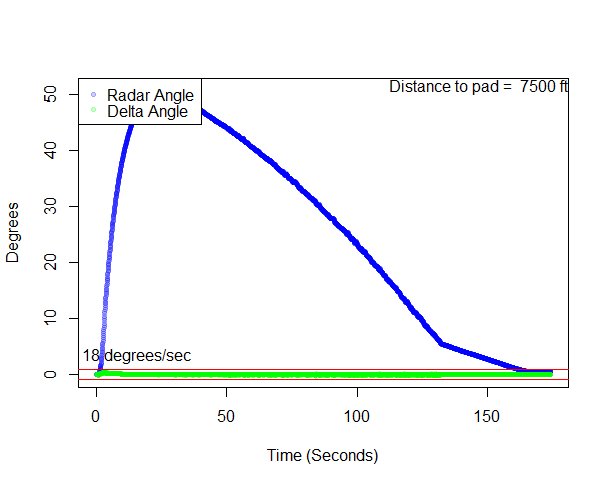 Distance to pad =  7500 ft
Radar Angle
Delta Angle
Degrees
50
40
30
20
10
0
18 degrees/sec
0
50
100
150
Time (Seconds)